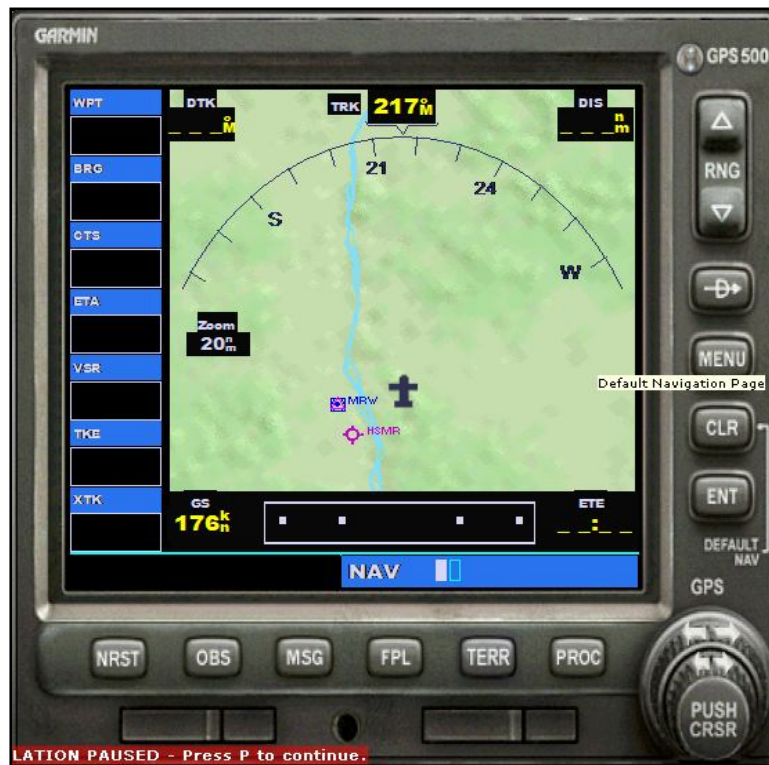 GARMIN
GPS 500
WPT
DTK
_ _ _°M
TRK 217°M
DIS
_ _ _nm
BRG
CTS
ETA
VSR
TKE
XTK
21
24
S
W
Zoom
20nm
MRW
HSMR
GS
176kn
ETE
_ _:_ _
NAV
RNG
D
MENU
Default Navigation Page
CLR
ENT
DEFAULT
NAV
GPS
NRST OBS MSG FPL TERR PROC
PUSH
CRSR
LATION PAUSED - Press P to continue.